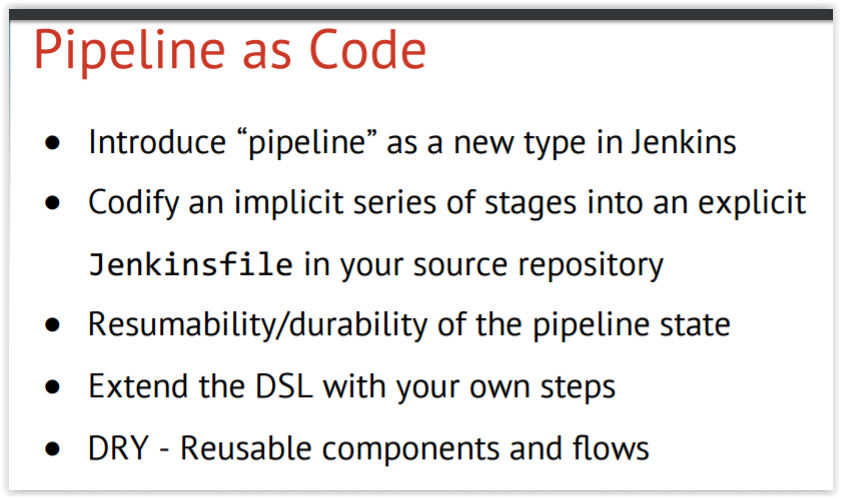 Pipeline as Code
● Introduce “pipeline” as a new type in Jenkins
● Codify an implicit series of stages into an explicit
Jenkinsfile in your source repository
● Resumability/durability of the pipeline state
● Extend the DSL with your own steps
● DRY - Reusable components and flows